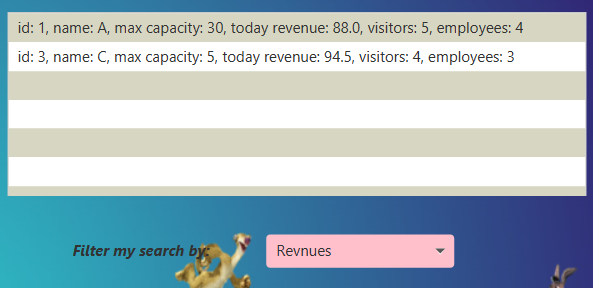 id: 1, name: A, max capacity: 30, today revenue: 88.0, visitors: 5, employees: 4
id: 3, name: C, max capacity: 5, today revenue: 94.5, visitors: 4, employees: 3
Filter my search by: Revnues